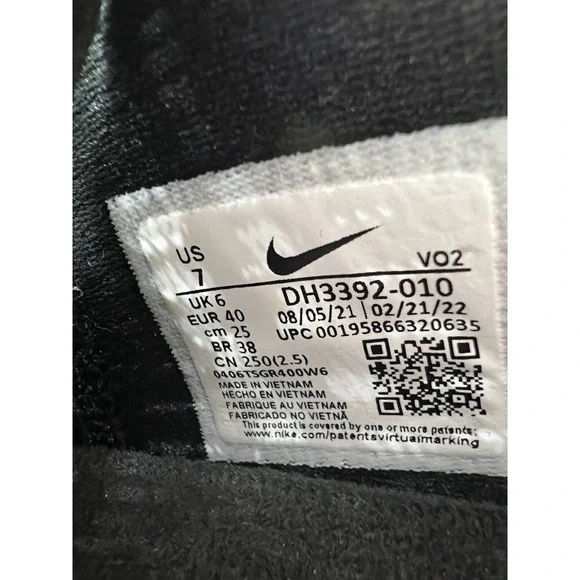 US
7
VO2
UK 6
DH3392-010
EUR 40
08/05/21 02/21/22
cm 25
UPC 00195866320635
BR 38
CN 250(2.5)
0406TSGR400W6
MADE IN VIETNAM
HECHO EN VIETNAM
FABRIQUE AU VIETNAM
FABRICADO NO VIETNÃ
This product is covered by one or more patents:
www.nike.com/patentsvirtualmarking